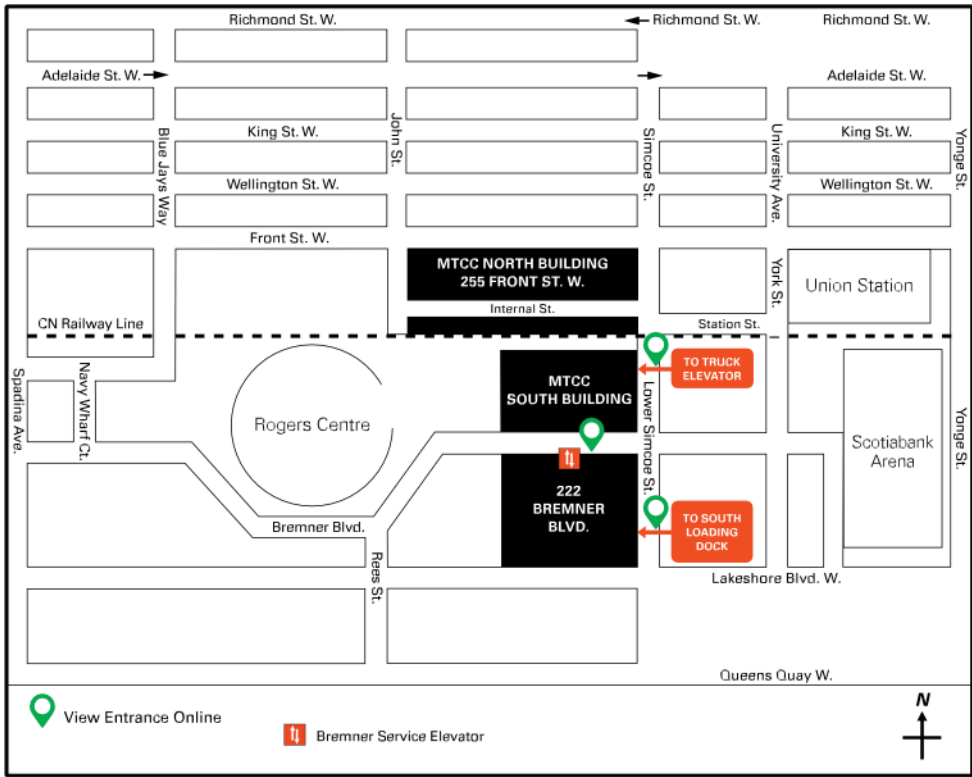 Richmond St. W.
Richmond St. W.
Richmond St. W.
Adelaide St. W.
Adelaide St. W.
Blue Jays Way
John St.
Simcoe St.
University Ave.
Yonge St.
King St. W.
King St. W.
Wellington St. W.
Wellington St. W.
Front St. W.
MTCC NORTH BUILDING
255 FRONT ST. W.
Internal St.
York St.
Union Station
CN Railway Line
Station St.
Spadina Ave.
Navy Wharf Ct.
Rogers Centre
MTCC
SOUTH BUILDING
Lower Simcoe St.
TO TRUCK
ELEVATOR
Scotiabank
Arena
Yonge St.
222
BREMNER
BLVD.
TO SOUTH
LOADING
DOCK
Bremner Blvd.
Rees St.
Lakeshore Blvd. W.
Queens Quay W.
View Entrance Online
Bremner Service Elevator
N